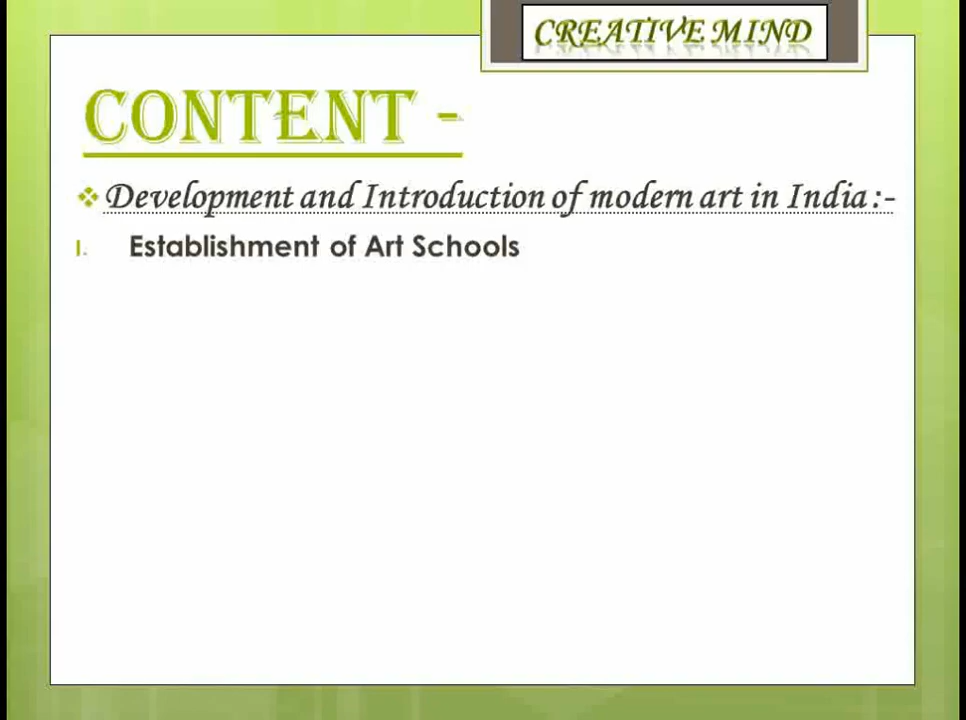 CREATIVE MIND
CONTENT -
Development and Introduction of modern art in India :-
I. Establishment of Art Schools